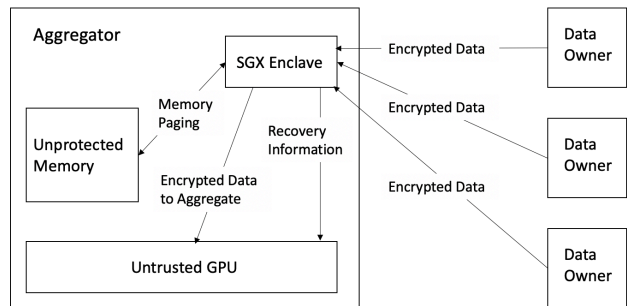 Aggregator
SGX Enclave
Encrypted Data
Data
Owner
Memory
Paging
Encrypted Data
Unprotected
Memory
Recovery
Information
Data
Owner
Encrypted Data
to Aggregate
Encrypted Data
Untrusted GPU
Data
Owner